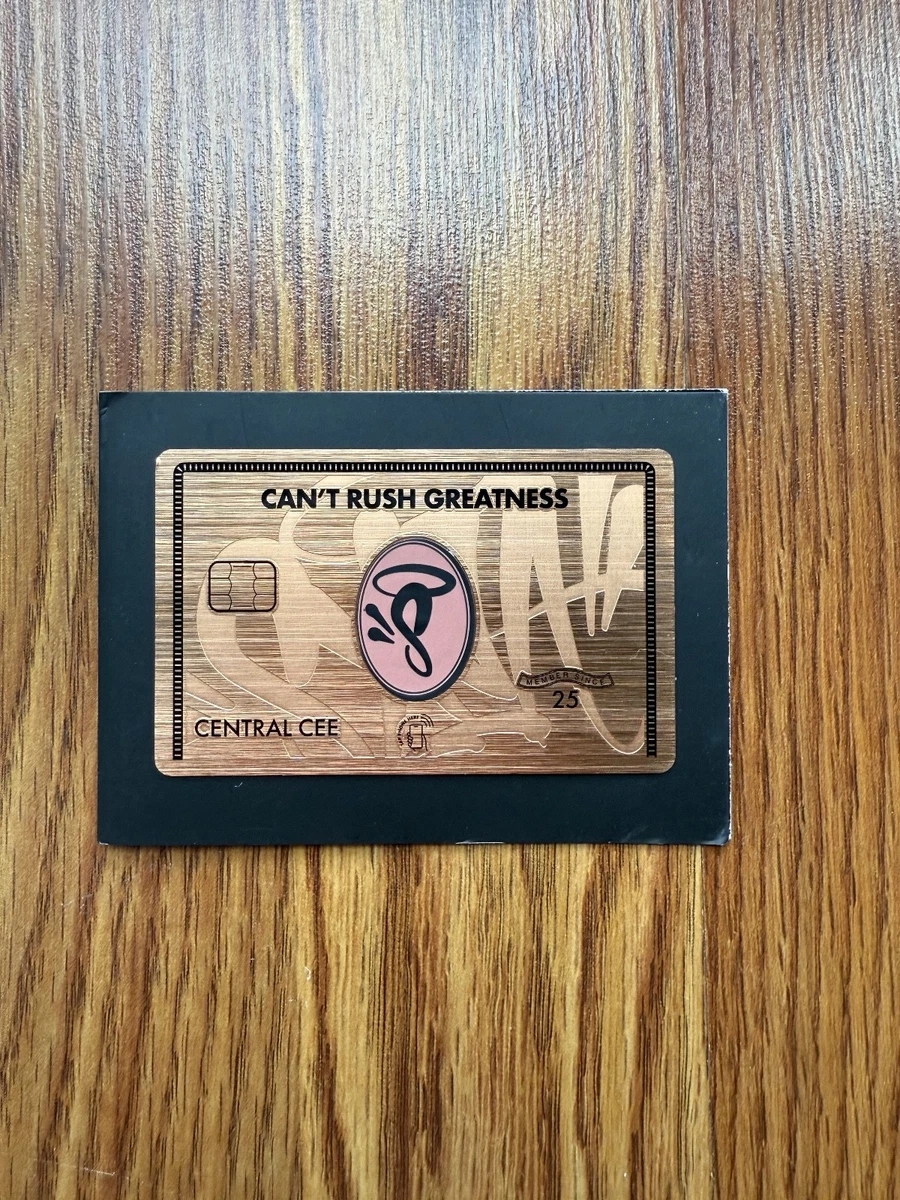 CAN'T RUSH GREATNESS
MEMBER SINCE
25
CENTRAL CEE